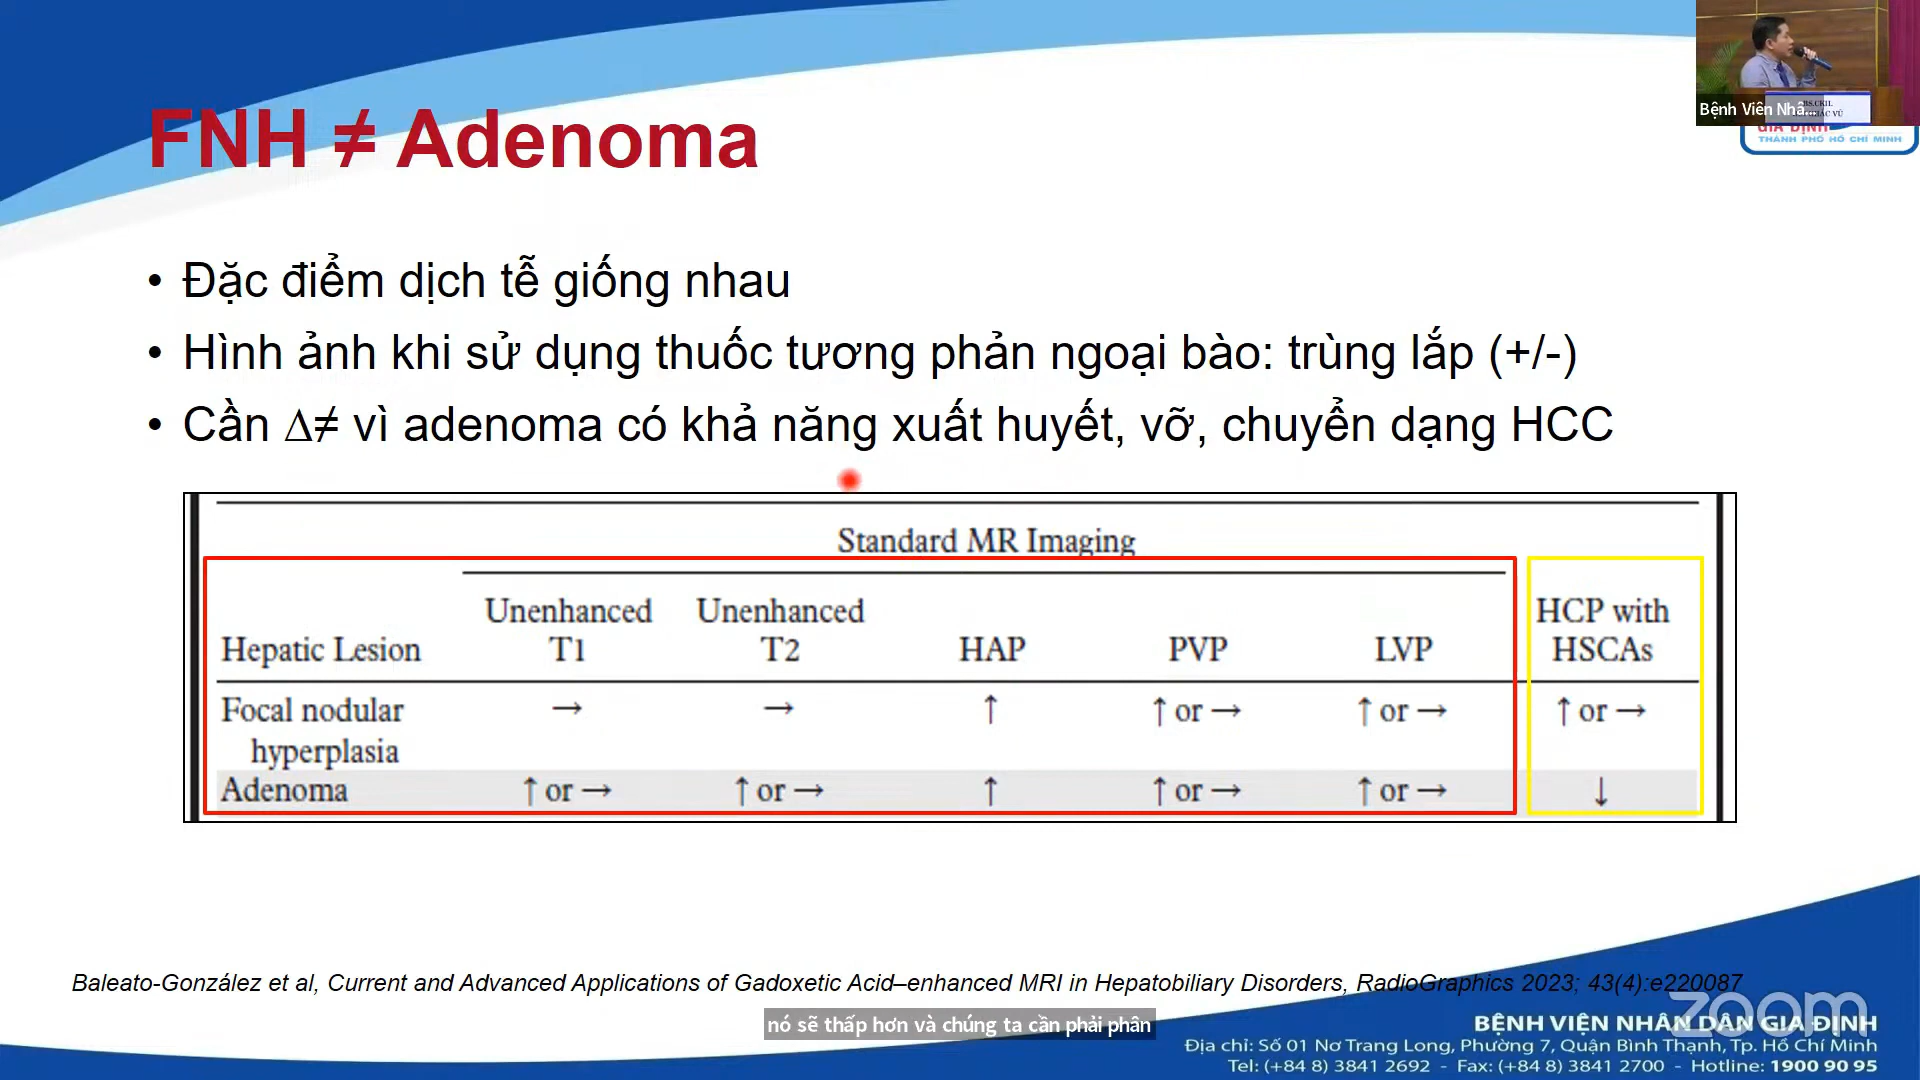 Bệnh Viên Nhâ...
BS.CKII.
GIA ĐỊNH
THÀNH PHỐ HỒ CHÍ MINH
FNH ≠ Adenoma
• Đặc điểm dịch tễ giống nhau
• Hình ảnh khi sử dụng thuốc tương phản ngoại bào: trùng lắp (+/-)
• Cần ∆≠ vì adenoma có khả năng xuất huyết, vỡ, chuyển dạng HCC
Standard MR Imaging
Unenhanced Unenhanced HCP with
Hepatic Lesion T1 T2 HAP PVP LVP HSCAs
Focal nodular → → ↑ ↑ or → ↑ or → ↑ or →
hyperplasia
Adenoma ↑ or → ↑ or → ↑ ↑ or → ↑ or → ↓
Baleato-González et al, Current and Advanced Applications of Gadoxetic Acid–enhanced MRI in Hepatobiliary Disorders, RadioGraphics 2023; 43(4):e220087
zoom
nó sẽ thấp hơn và chúng ta cần phải phân
BỆNH VIỆN NHÂN DÂN GIA ĐỊNH
Địa chỉ: Số 01 Nơ Trang Long, Phường 7, Quận Bình Thạnh, Tp. Hồ Chí Minh
Tel: (+84 8) 3841 2692 - Fax: (+84 8) 3841 2700 - Hotline: 1900 90 95